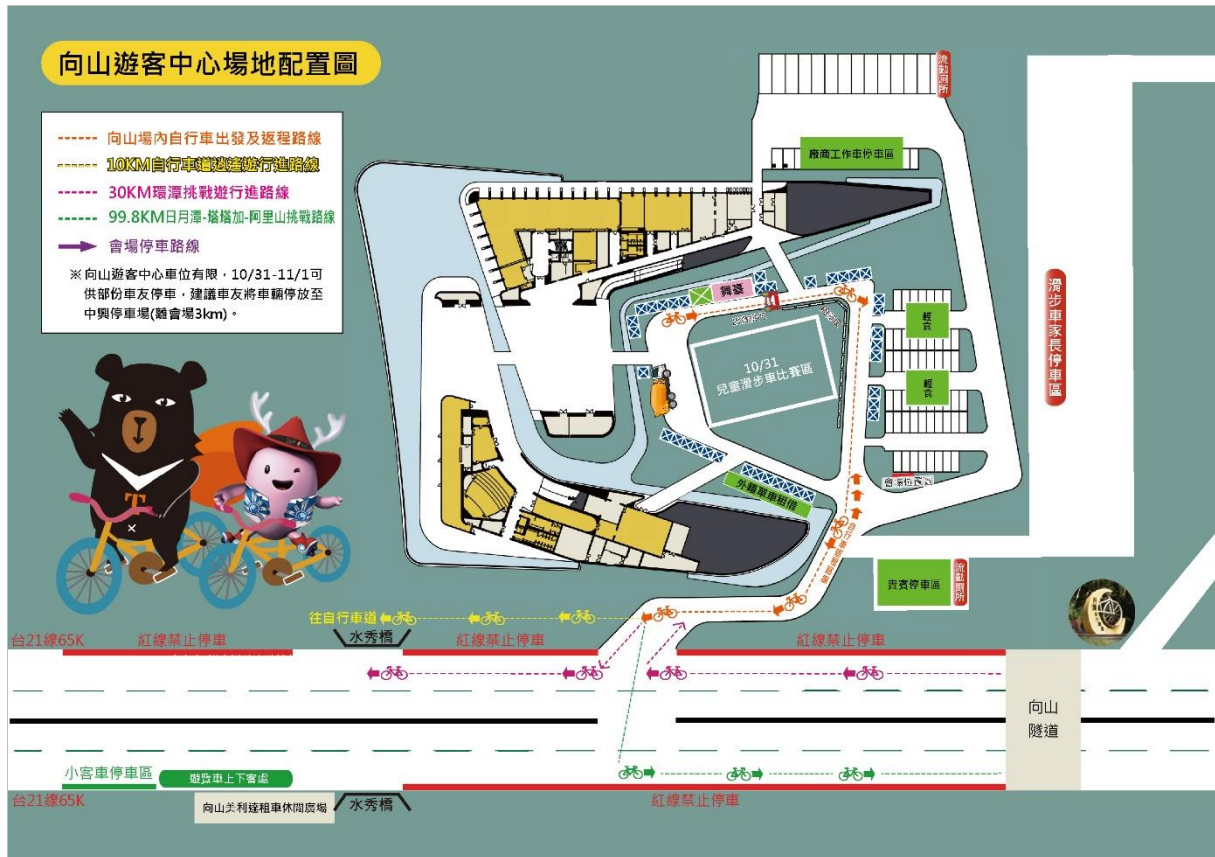 向山遊客中心場地配置圖
向山場內自行車出發及返程路線
10KM自行車道逍遙遊行進路線
30KM環潭挑戰遊行進路線
99.8KM日月潭-塔塔加-阿里山挑戰路線
會場停車路線
※向山遊客中心車位有限,10/31-11/1可
供部份車友停車,建議車友將車輛停放至
中興停車場(離會場3km)。
流動廁所
廠商工作車停車區
滑步車家長停車區
舞臺
輕食
輕食
10/31
兒童滑步車比賽區
外籍單車租借
貴賓停車區
流動廁所
往自行車道
台21線65K
紅線禁止停車
水秀橋
紅線禁止停車
紅線禁止停車
向山
隧道
小客車停車區
遊覽車上下客處
台21線65K
向山美利達租車休閒廣場
水秀橋
紅線禁止停車